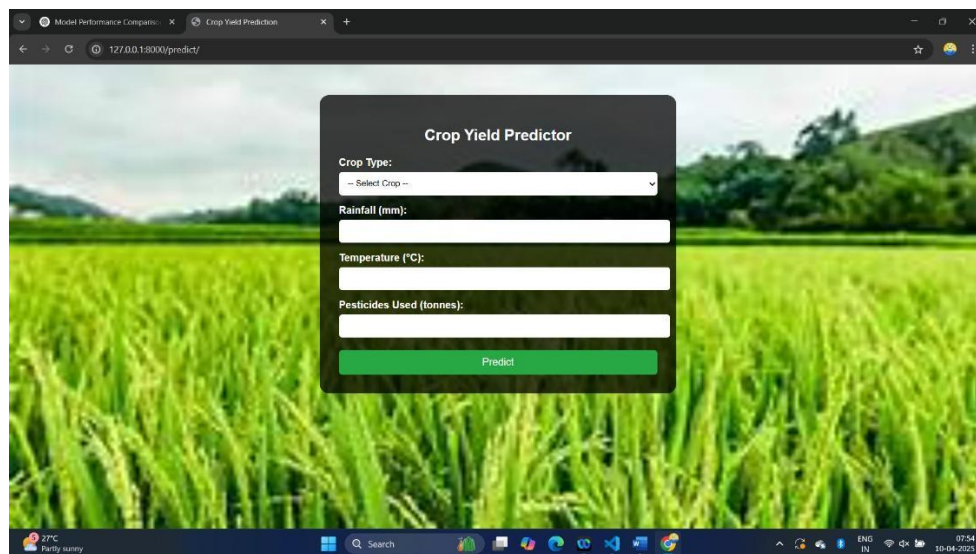 Model Performance Comparis
Crop Yield Prediction
127.0.0.1:8000/predict/
Crop Yield Predictor
Crop Type:
-- Select Crop --
Rainfall (mm):
Temperature (°C):
Pesticides Used (tonnes):
Predict
5
27°C
Partly sunny
Search
ENG
IN
07:54
10-04-2025